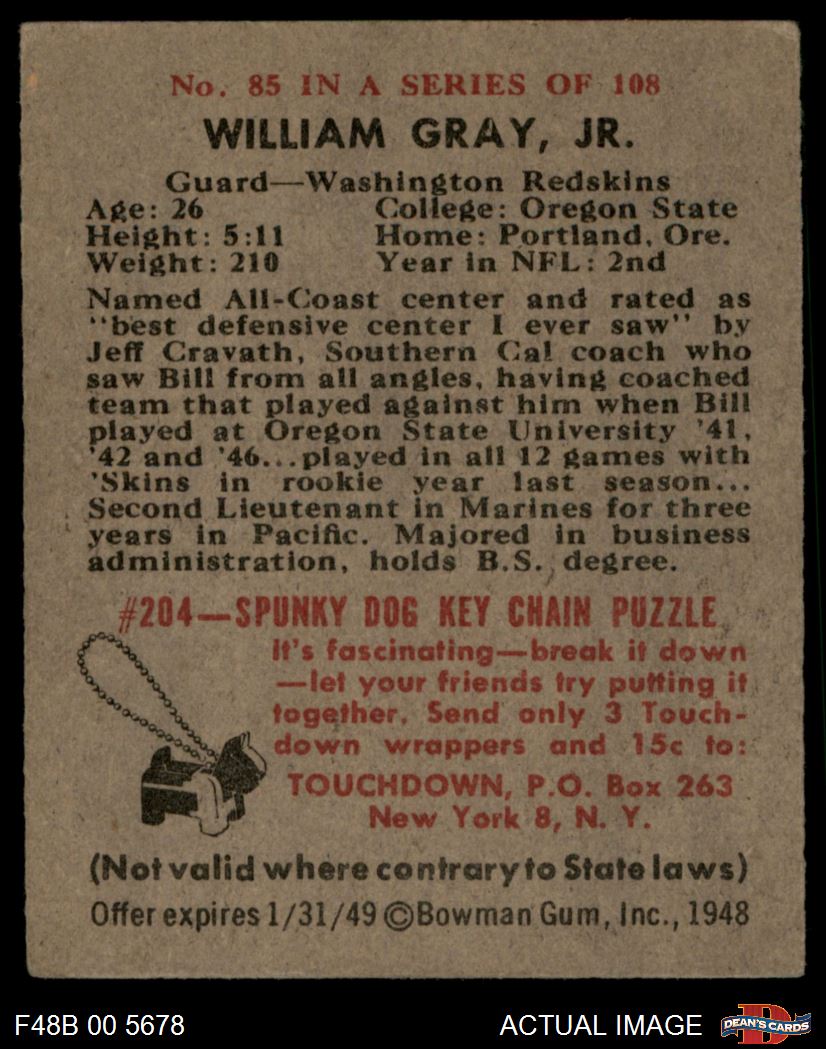 No. 85 IN A SERIES OF 108
WILLIAM GRAY, JR.
Guard—Washington Redskins
Age: 26 College: Oregon State
Height: 5:11 Home: Portland, Ore.
Weight: 210 Year in NFL: 2nd
Named All-Coast center and rated as
"best defensive center I ever saw" by
Jeff Cravath, Southern Cal coach who
saw Bill from all angles, having coached
team that played against him when Bill
played at Oregon State University '41,
'42 and '46...played in all 12 games with
'Skins in rookie year last season...
Second Lieutenant in Marines for three
years in Pacific. Majored in business
administration, holds B.S. degree.
#204—SPUNKY DOG KEY CHAIN PUZZLE
It's fascinating—break it down
—let your friends try putting it
together. Send only 3 Touch-
down wrappers and 15c to:
TOUCHDOWN, P.O. Box 263
New York 8, N. Y.
(Not valid where contrary to State laws)
Offer expires 1/31/49 ©Bowman Gum, Inc., 1948
F48B 00 5678 ACTUAL IMAGE DEAN'S CARDS